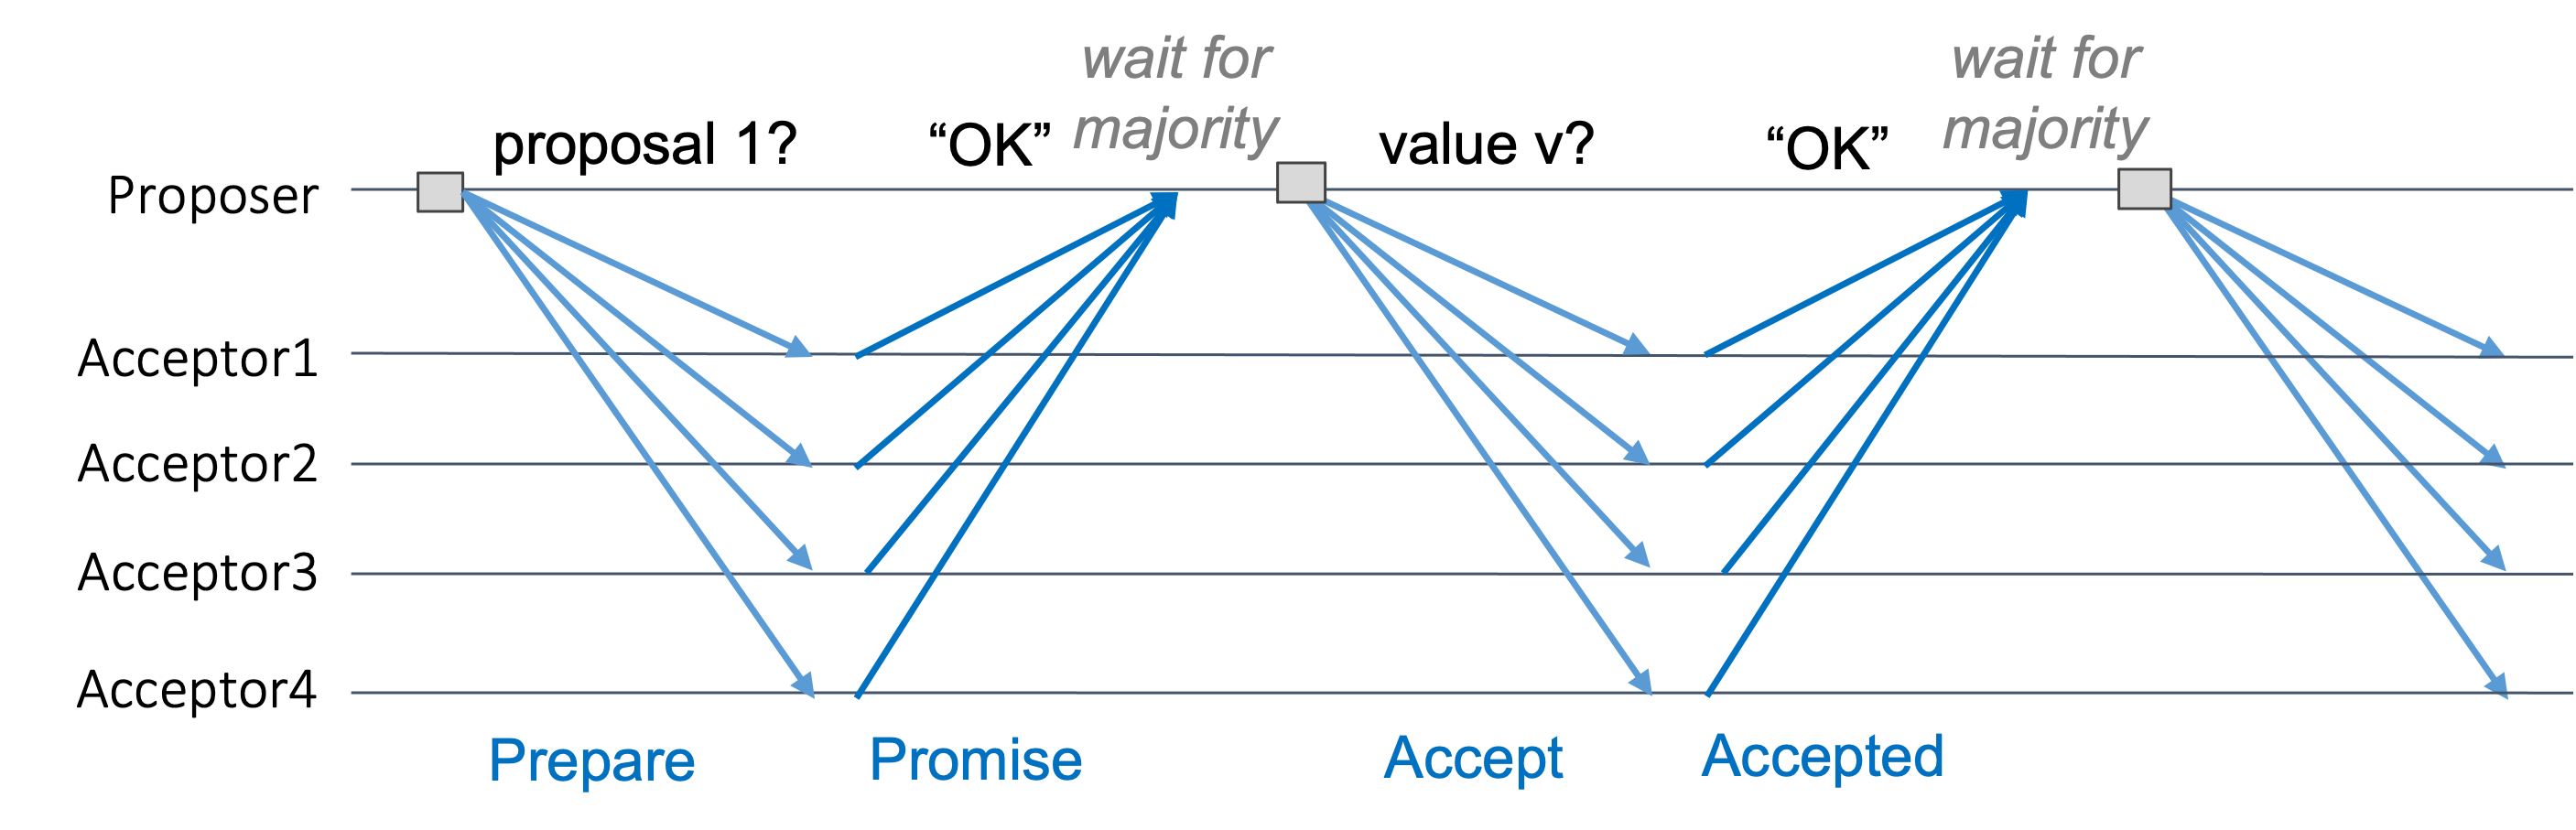 wait for
majority
wait for
majority
proposal 1?
“OK”
value v?
“OK”
Proposer
Acceptor1
Acceptor2
Acceptor3
Acceptor4
Prepare
Promise
Accept
Accepted